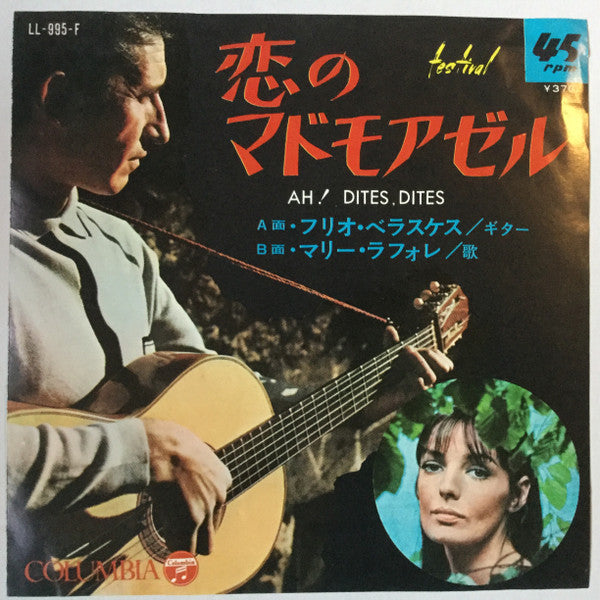 LL-995-F
恋の
マドモアゼル
festival
45
rpm
¥370
AH! DITES, DITES
A面・フリオ・ベラスケス/ギター
B面・マリー・ラフォレ/歌
COLUMBIA
Columbia